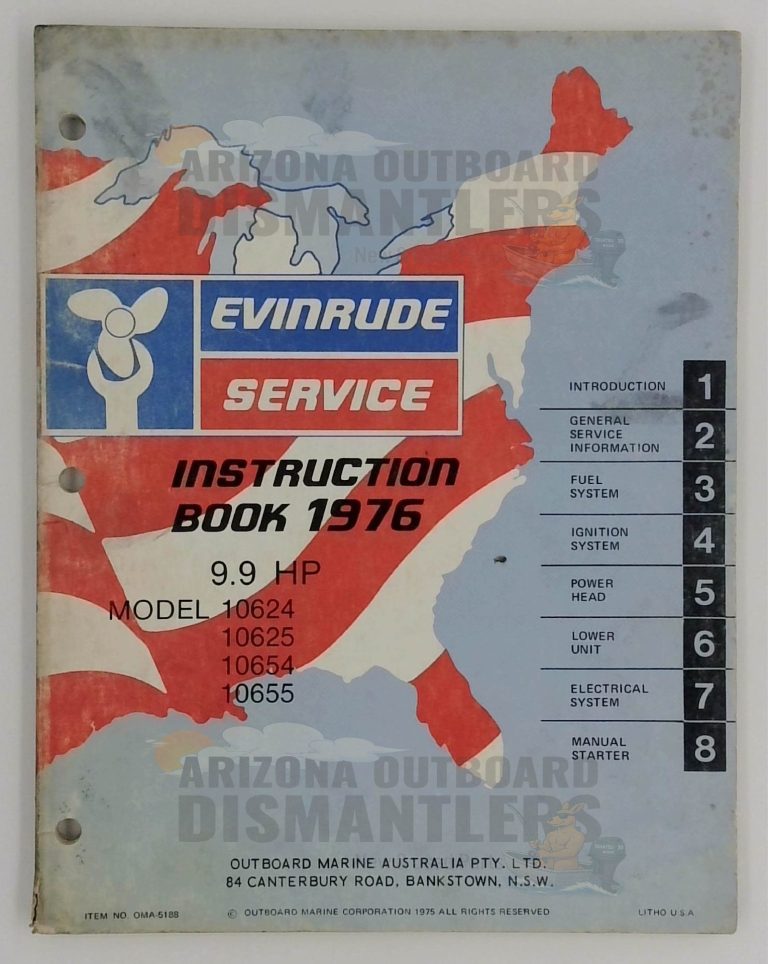 ARIZONA OUTBOARD
DISMANTLERS
EVINRUDE
SERVICE
INSTRUCTION
BOOK 1976
9.9 HP
MODEL 10624
10625
10654
10655
INTRODUCTION 1
GENERAL
SERVICE
INFORMATION 2
FUEL
SYSTEM 3
IGNITION
SYSTEM 4
POWER
HEAD 5
LOWER
UNIT 6
ELECTRICAL
SYSTEM 7
MANUAL
STARTER 8
ARIZONA OUTBOARD
DISMANTLERS
OUTBOARD MARINE AUSTRALIA PTY. LTD.
84 CANTERBURY ROAD, BANKSTOWN, N.S.W.
ITEM NO. OMA-5188
© OUTBOARD MARINE CORPORATION 1975 ALL RIGHTS RESERVED
LITHO U.S.A.